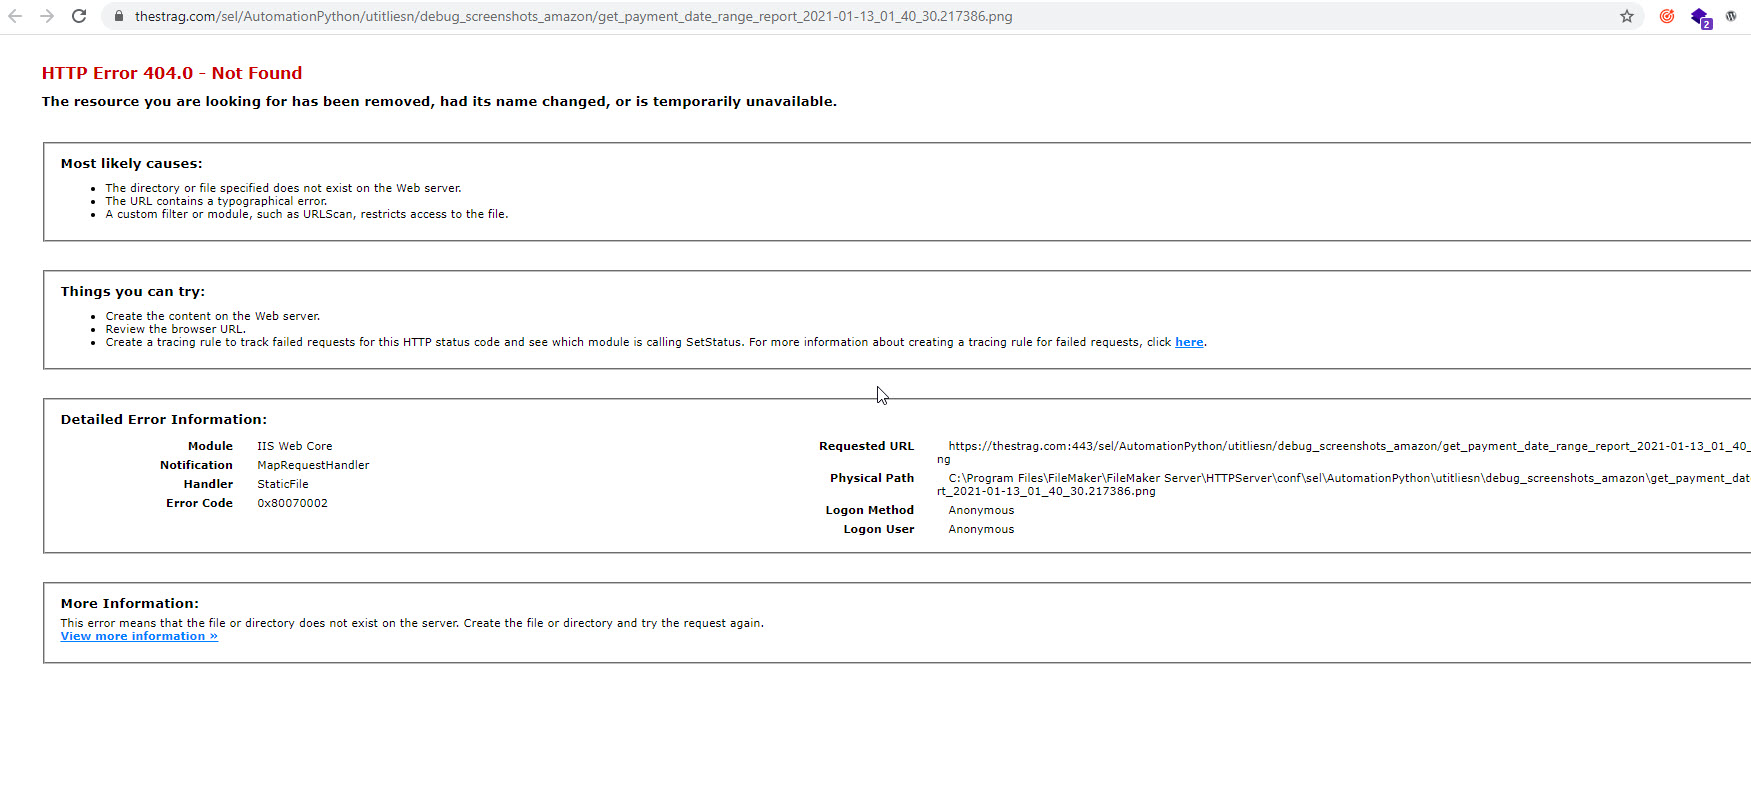 thestrag.com/sel/AutomationPython/utitliesn/debug_screenshots_amazon/get_payment_date_range_report_2021-01-13_01_40_30.217386.png
2
HTTP Error 404.0 - Not Found
The resource you are looking for has been removed, had its name changed, or is temporarily unavailable.
Most likely causes:
• The directory or file specified does not exist on the Web server.
• The URL contains a typographical error.
• A custom filter or module, such as URLScan, restricts access to the file.
Things you can try:
• Create the content on the Web server.
• Review the browser URL.
• Create a tracing rule to track failed requests for this HTTP status code and see which module is calling SetStatus. For more information about creating a tracing rule for failed requests, click here.
Detailed Error Information:
Module IIS Web Core
Notification MapRequestHandler
Handler StaticFile
Error Code 0x80070002
Requested URL https://thestrag.com:443/sel/AutomationPython/utitliesn/debug_screenshots_amazon/get_payment_date_range_report_2021-01-13_01_40_
ng
Physical Path C:\Program Files\FileMaker\FileMaker Server\HTTPServer\conf\sel\AutomationPython\utitliesn\debug_screenshots_amazon\get_payment_dat
rt_2021-01-13_01_40_30.217386.png
Logon Method Anonymous
Logon User Anonymous
More Information:
This error means that the file or directory does not exist on the server. Create the file or directory and try the request again.
View more information »